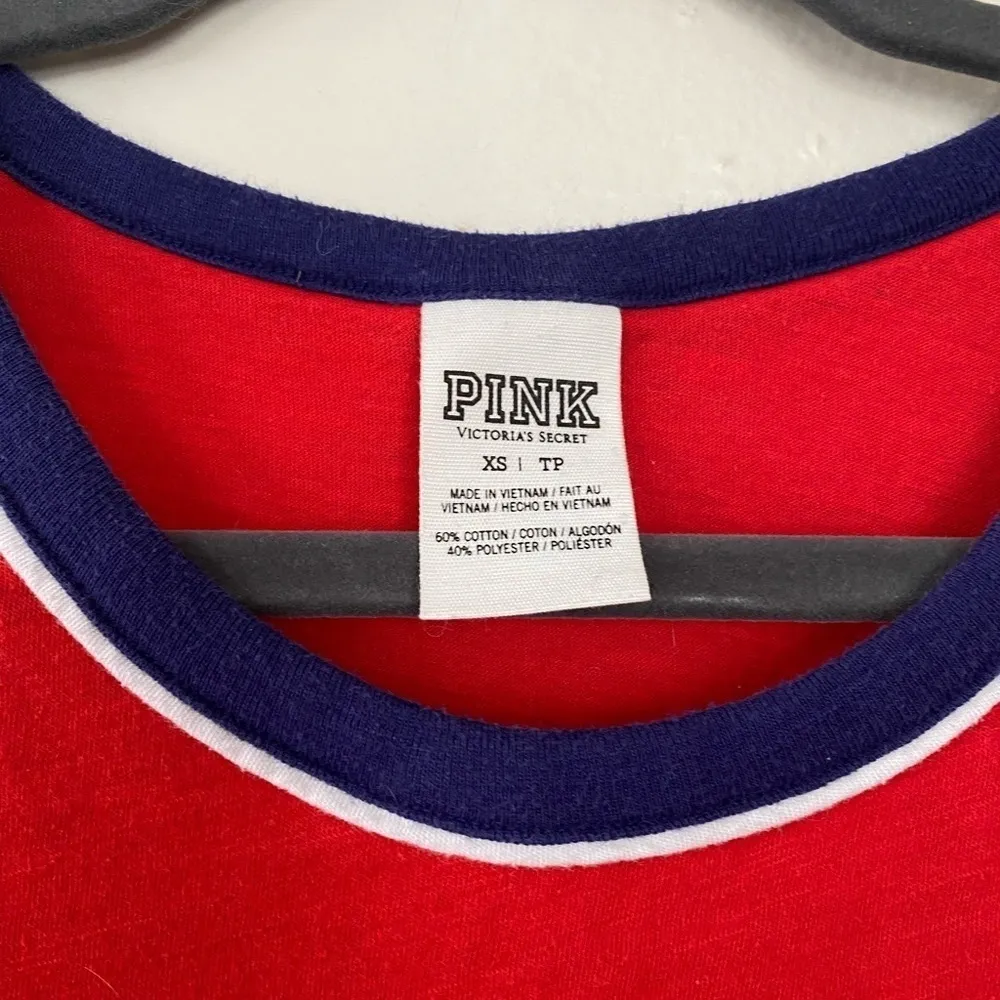 PINK
VICTORIA'S SECRET
XS | TP
MADE IN VIETNAM / FAIT AU
VIETNAM / HECHO EN VIETNAM
60% COTTON / COTON / ALGODÓN
40% POLYESTER / POLIÉSTER